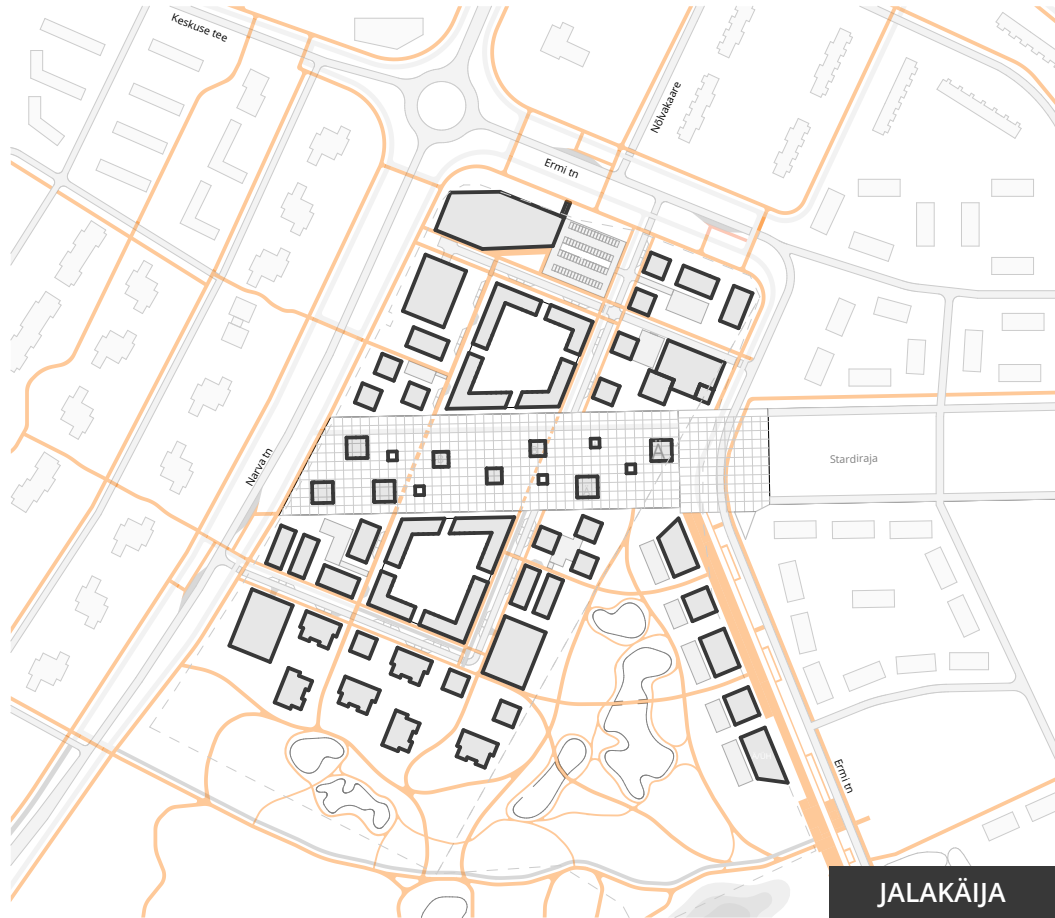 Keskuse tee
Nõlvakaare
Ermi tn
Narva tn
A
Stardiraja
Ermi tn
JALAKÄIJA